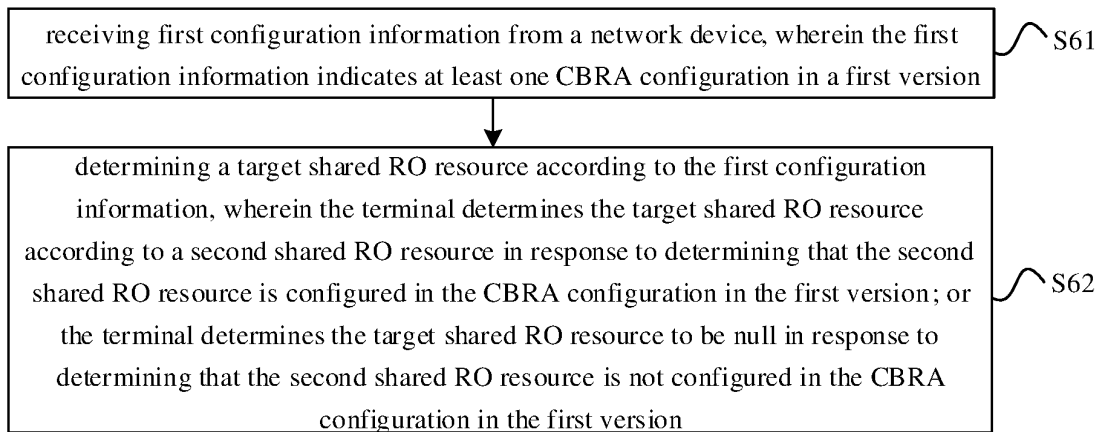 receiving first configuration information from a network device, wherein the first
configuration information indicates at least one CBRA configuration in a first version
S61
determining a target shared RO resource according to the first configuration
information, wherein the terminal determines the target shared RO resource
according to a second shared RO resource in response to determining that the second
shared RO resource is configured in the CBRA configuration in the first version; or
the terminal determines the target shared RO resource to be null in response to
determining that the second shared RO resource is not configured in the CBRA
configuration in the first version
S62